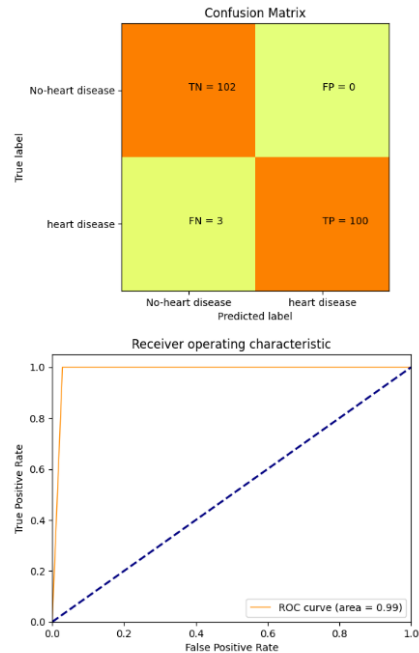 Confusion Matrix
No-heart disease
TN = 102
FP = 0
True label
heart disease
FN = 3
TP = 100
No-heart disease
heart disease
Predicted label
Receiver operating characteristic
1.0
0.8
0.6
0.4
0.2
0.0
True Positive Rate
ROC curve (area = 0.99)
0.0
0.2
0.4
0.6
0.8
1.0
False Positive Rate